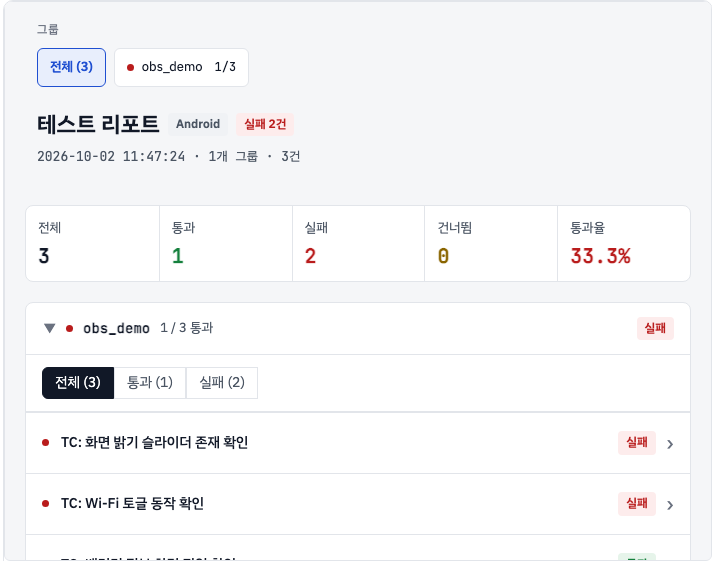 그룹
전체 (3)
obs_demo 1/3
테스트 리포트 Android 실패 2건
2026-10-02 11:47:24 · 1개 그룹 · 3건
전체 통과 실패 건너뜀 통과율
3 1 2 0 33.3%
▼ obs_demo 1 / 3 통과 실패
전체 (3) 통과 (1) 실패 (2)
TC: 화면 밝기 슬라이더 존재 확인 실패
TC: Wi-Fi 토글 동작 확인 실패